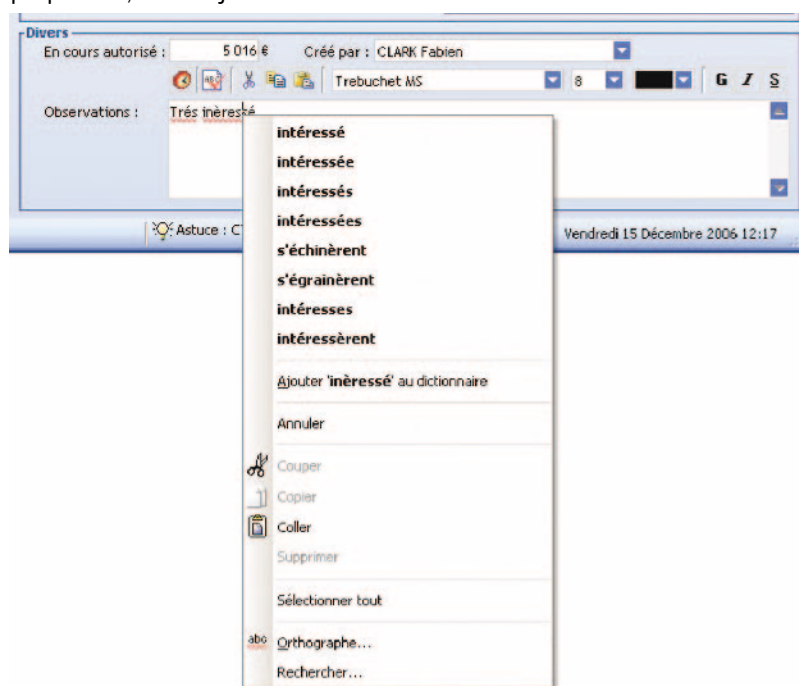 Divers
En cours autorisé : 5 016 € Créé par : CLARK Fabien
Trebuchet MS 8 G I S
Observations : Trés inèressé
intéressé
intéressée
intéressés
intéressées
s'échinèrent
s'égrainèrent
intéresses
intéressèrent
Ajouter 'inèressé' au dictionnaire
Annuler
Couper
Copier
Coller
Supprimer
Sélectionner tout
abc Orthographe...
Rechercher...
Astuce : C
Vendredi 15 Décembre 2006 12:17